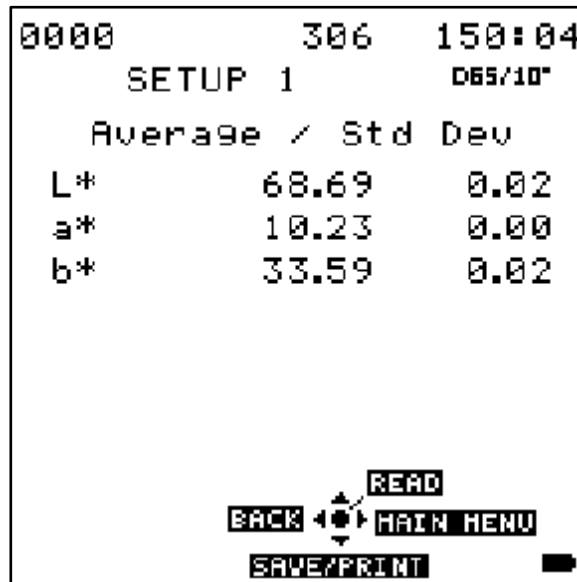 0000 306 150:04
SETUP 1 D65/10°
Average / Std Dev
L* 68.69 0.02
a* 10.23 0.00
b* 33.59 0.02
READ
BACK MAIN MENU
SAVE/PRINT